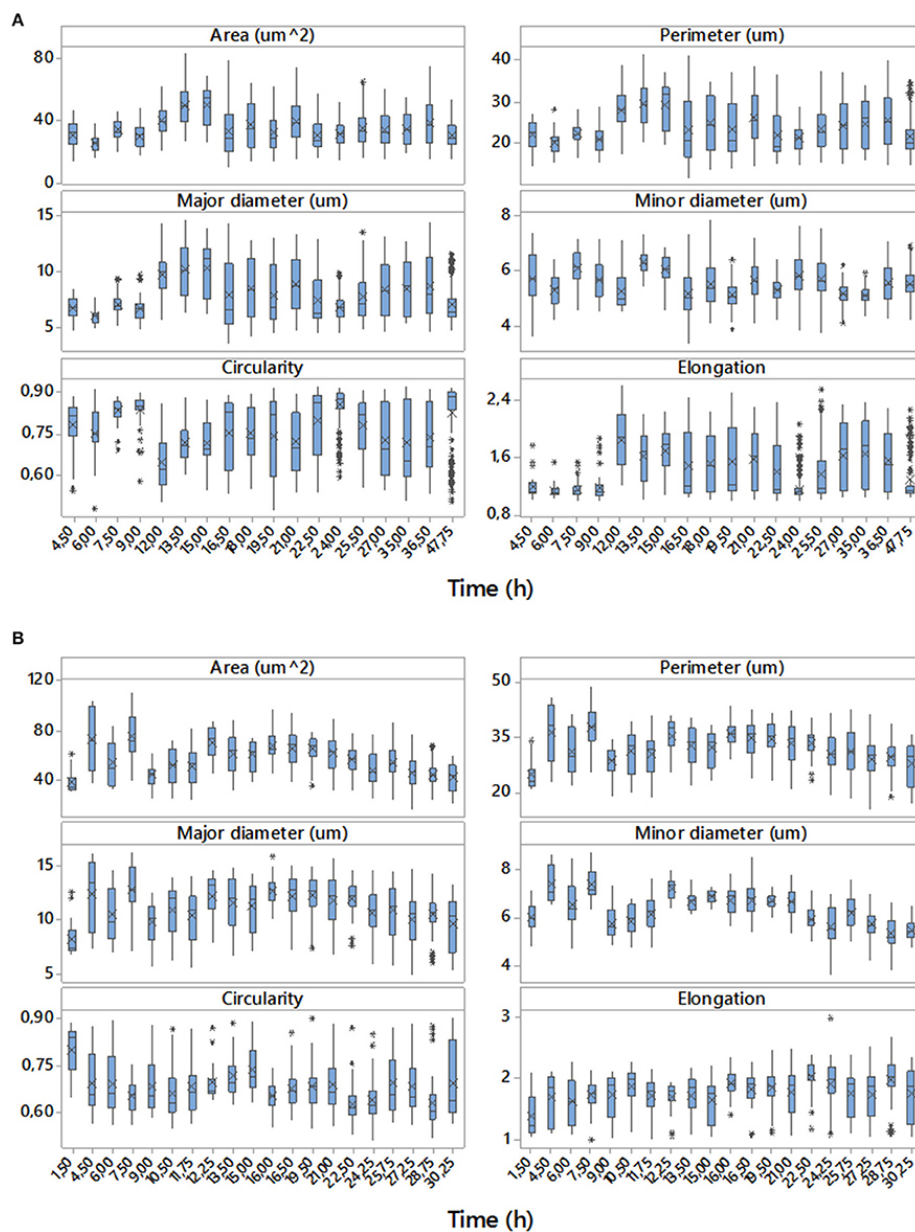 A
Area (um^2)
80
40
0
Perimeter (um)
40
30
20
Major diameter (um)
15
10
5
Minor diameter (um)
8
6
4
Circularity
0,90
0,75
0,60
Elongation
2,4
1,6
0,8
4,50 6,00 7,50 9,00 12,00 13,50 15,00 16,50 18,00 19,50 21,00 22,50 24,00 25,50 27,00 35,00 36,50 47,75
4,50 6,00 7,50 9,00 12,00 13,50 15,00 16,50 18,00 19,50 21,00 22,50 24,00 25,50 27,00 35,00 36,50 47,75
Time (h)
B
Area (um^2)
120
80
40
Perimeter (um)
50
35
20
Major diameter (um)
15
10
5
Minor diameter (um)
8
6
4
Circularity
0,90
0,75
0,60
Elongation
3
2
1
1,50 4,50 6,00 7,50 9,00 10,50 11,75 12,25 13,50 15,00 16,00 16,50 19,50 21,00 22,50 24,25 25,75 27,25 28,75 30,25
1,50 4,50 6,00 7,50 9,00 10,50 11,75 12,25 13,50 15,00 16,00 16,50 19,50 21,00 22,50 24,25 25,75 27,25 28,75 30,25
Time (h)